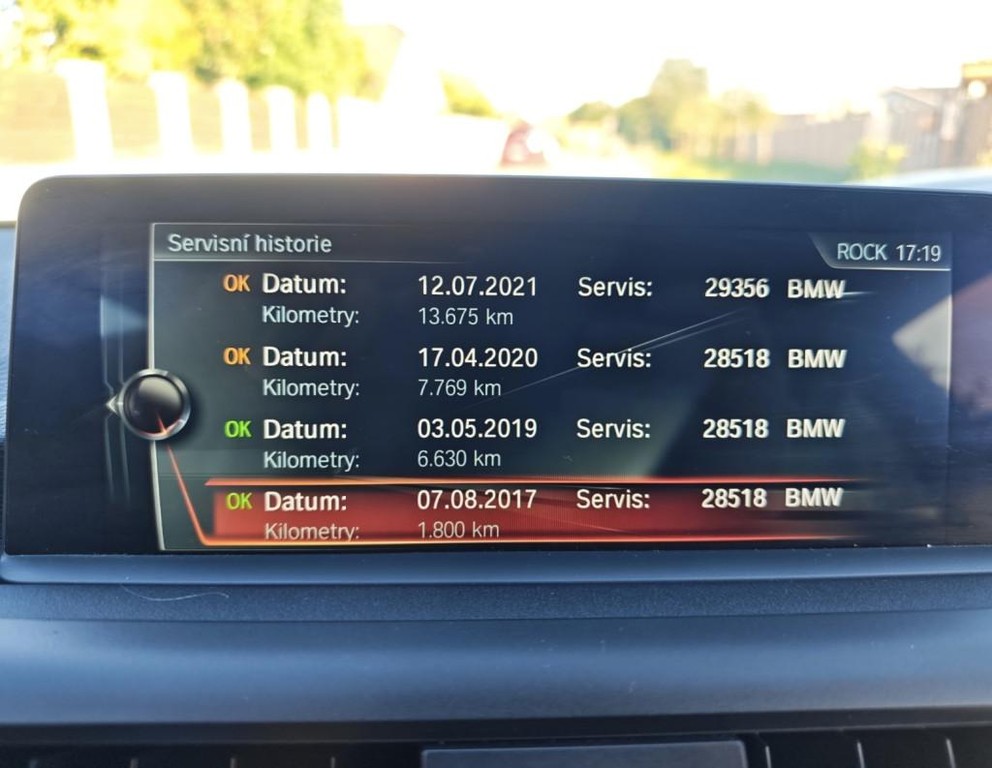 Servisní historie ROCK 17:19
OK Datum: 12.07.2021 Servis: 29356 BMW
Kilometry: 13.675 km
OK Datum: 17.04.2020 Servis: 28518 BMW
Kilometry: 7.769 km
OK Datum: 03.05.2019 Servis: 28518 BMW
Kilometry: 6.630 km
OK Datum: 07.08.2017 Servis: 28518 BMW
Kilometry: 1.800 km